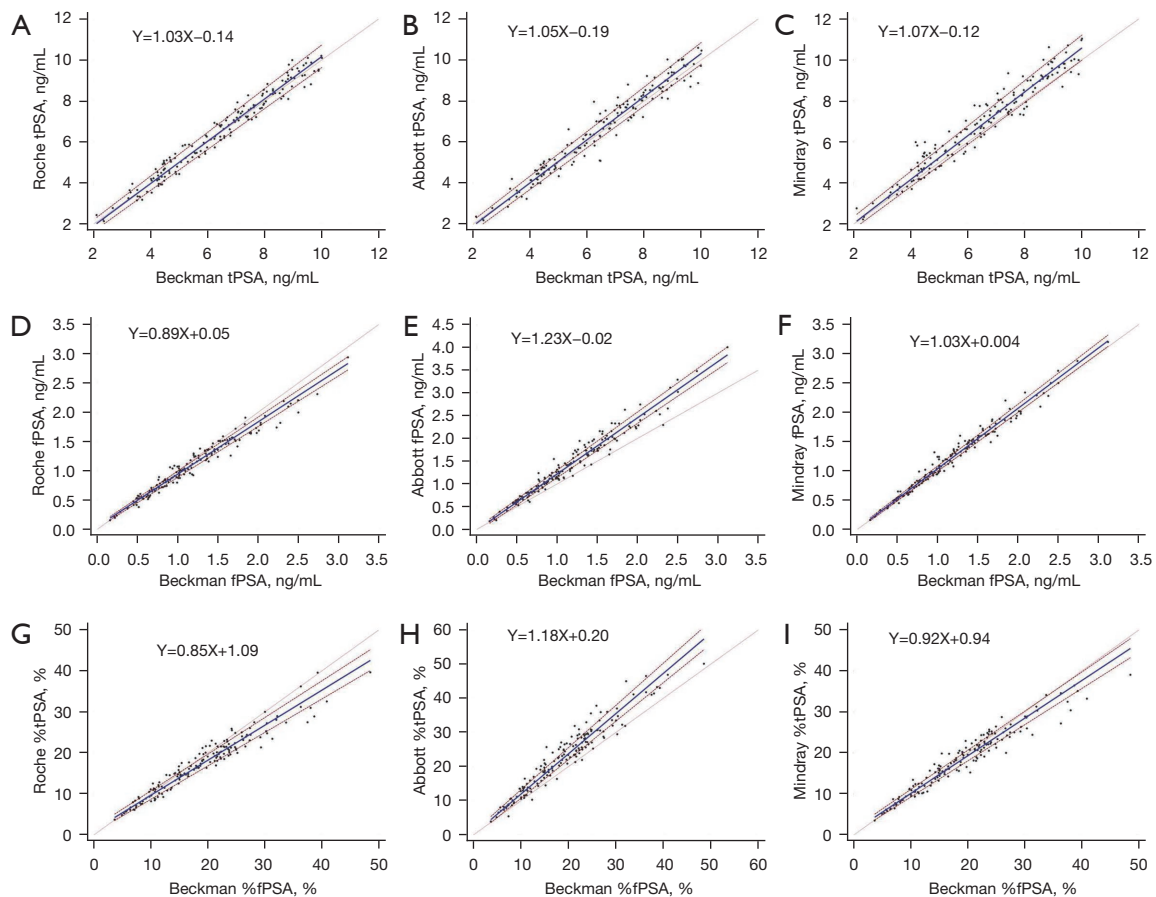 A
Y=1.03X−0.14
Roche tPSA, ng/mL
12
10
8
6
4
2
2 4 6 8 10 12
Beckman tPSA, ng/mL
B
Y=1.05X−0.19
Abbott tPSA, ng/mL
12
10
8
6
4
2
2 4 6 8 10 12
Beckman tPSA, ng/mL
C
Y=1.07X−0.12
Mindray tPSA, ng/mL
12
10
8
6
4
2
2 4 6 8 10 12
Beckman tPSA, ng/mL
D
Y=0.89X+0.05
Roche fPSA, ng/mL
3.5
3.0
2.5
2.0
1.5
1.0
0.5
0.0
0.0 0.5 1.0 1.5 2.0 2.5 3.0 3.5
Beckman fPSA, ng/mL
E
Y=1.23X−0.02
Abbott fPSA, ng/mL
4.5
4.0
3.5
3.0
2.5
2.0
1.5
1.0
0.5
0.0
0.0 0.5 1.0 1.5 2.0 2.5 3.0 3.5
Beckman fPSA, ng/mL
F
Y=1.03X+0.004
Mindray fPSA, ng/mL
3.5
3.0
2.5
2.0
1.5
1.0
0.5
0.0
0.0 0.5 1.0 1.5 2.0 2.5 3.0 3.5
Beckman fPSA, ng/mL
G
Y=0.85X+1.09
Roche %tPSA, %
50
40
30
20
10
0
0 10 20 30 40 50
Beckman %fPSA, %
H
Y=1.18X+0.20
Abbott %tPSA, %
60
50
40
30
20
10
0
0 10 20 30 40 50 60
Beckman %fPSA, %
I
Y=0.92X+0.94
Mindray %tPSA, %
50
40
30
20
10
0
0 10 20 30 40 50
Beckman %fPSA, %